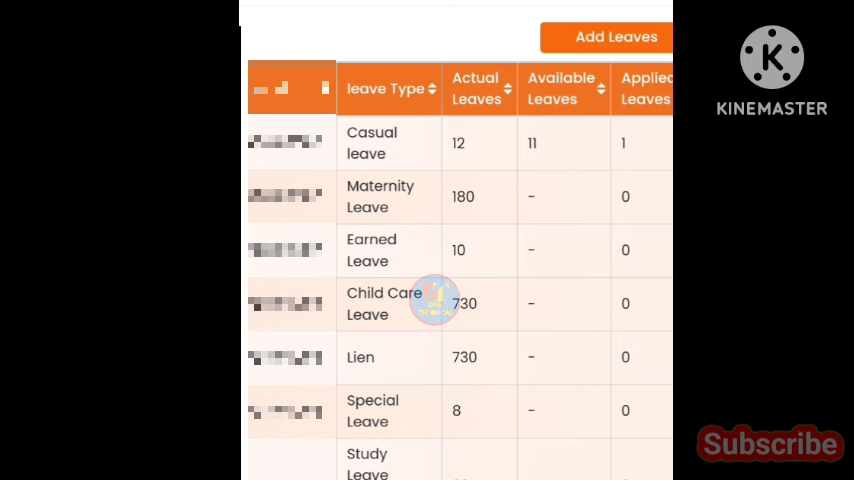 Add Leaves
KINEMASTER
leave Type
Actual Leaves
Available Leaves
Applied Leaves
Casual leave
12
11
1
Maternity Leave
180
-
0
Earned Leave
10
-
0
Child Care Leave
730
-
0
DAS TECHNICAL
Lien
730
-
0
Special Leave
8
-
0
Subscribe
Study Leave